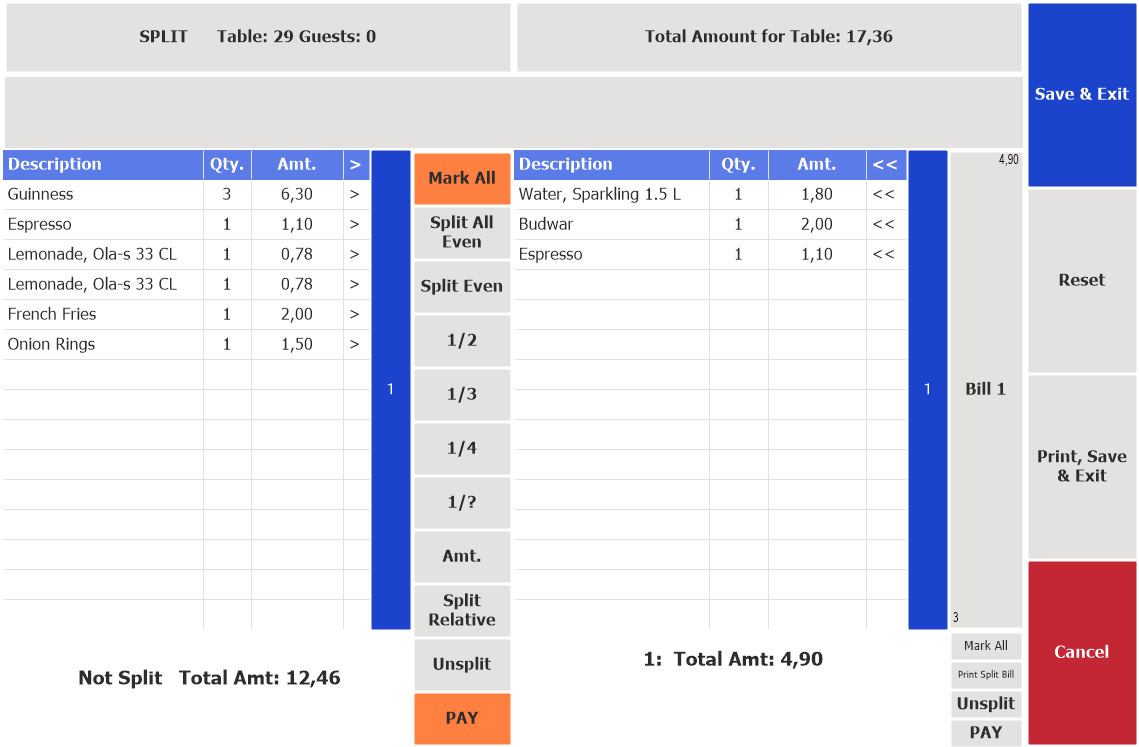 SPLIT Table: 29 Guests: 0
Total Amount for Table: 17,36
Save & Exit
Description Qty. Amt. >
Guinness 3 6,30 >
Espresso 1 1,10 >
Lemonade, Ola-s 33 CL 1 0,78 >
Lemonade, Ola-s 33 CL 1 0,78 >
French Fries 1 2,00 >
Onion Rings 1 1,50 >
1
Not Split Total Amt: 12,46
Mark All
Split All
Even
Split Even
1/2
1/3
1/4
1/?
Amt.
Split
Relative
Unsplit
PAY
Description Qty. Amt. <<
Water, Sparkling 1.5 L 1 1,80 <<
Budwar 1 2,00 <<
Espresso 1 1,10 <<
1
1: Total Amt: 4,90
4,90
Bill 1
3
Mark All
Print Split Bill
Unsplit
PAY
Reset
Print, Save
& Exit
Cancel